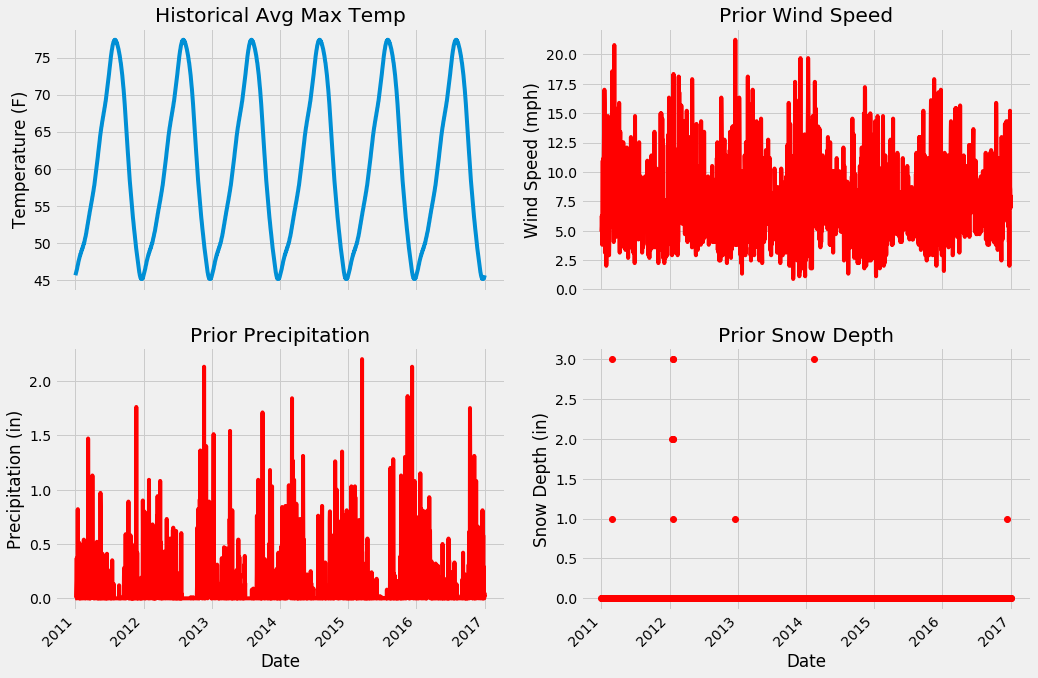 Historical Avg Max Temp
Temperature (F)
75
70
65
60
55
50
45
Prior Wind Speed
Wind Speed (mph)
20.0
17.5
15.0
12.5
10.0
7.5
5.0
2.5
0.0
Prior Precipitation
Precipitation (in)
2.0
1.5
1.0
0.5
0.0
2011 2012 2013 2014 2015 2016 2017
Date
Prior Snow Depth
Snow Depth (in)
3.0
2.5
2.0
1.5
1.0
0.5
0.0
2011 2012 2013 2014 2015 2016 2017
Date